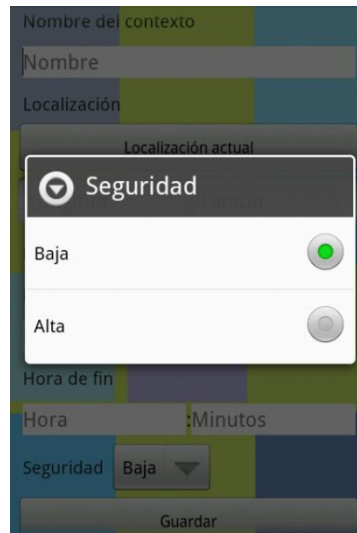 Nombre del contexto
Nombre
Localización
Localización actual
Seguridad
Baja
Alta
Hora de fin
Hora :Minutos
Seguridad Baja
Guardar